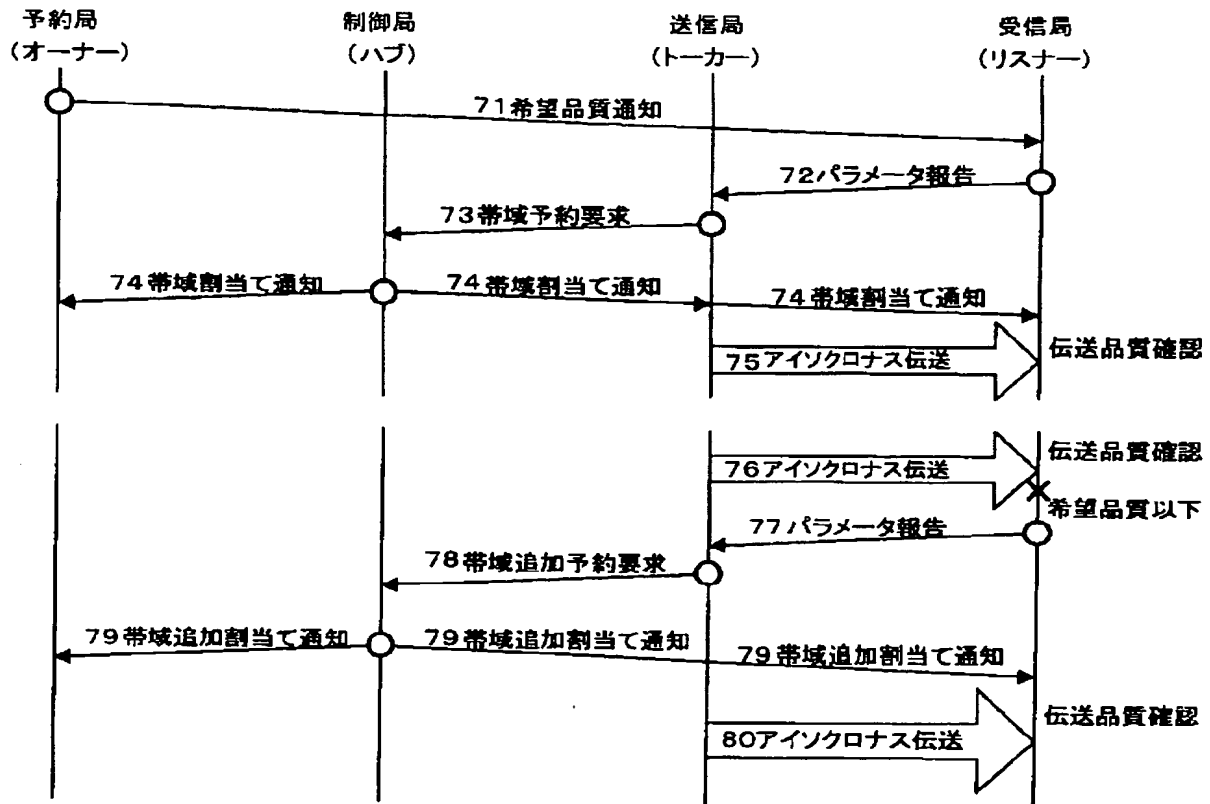 予約局
(オーナー)
制御局
(ハブ)
送信局
(トーカー)
受信局
(リスナー)
71希望品質通知
72パラメータ報告
73帯域予約要求
74帯域割当て通知
74帯域割当て通知
74帯域割当て通知
75アイソクロナス伝送
伝送品質確認
76アイソクロナス伝送
伝送品質確認
希望品質以下
77パラメータ報告
78帯域追加予約要求
79帯域追加割当て通知
79帯域追加割当て通知
79帯域追加割当て通知
80アイソクロナス伝送
伝送品質確認